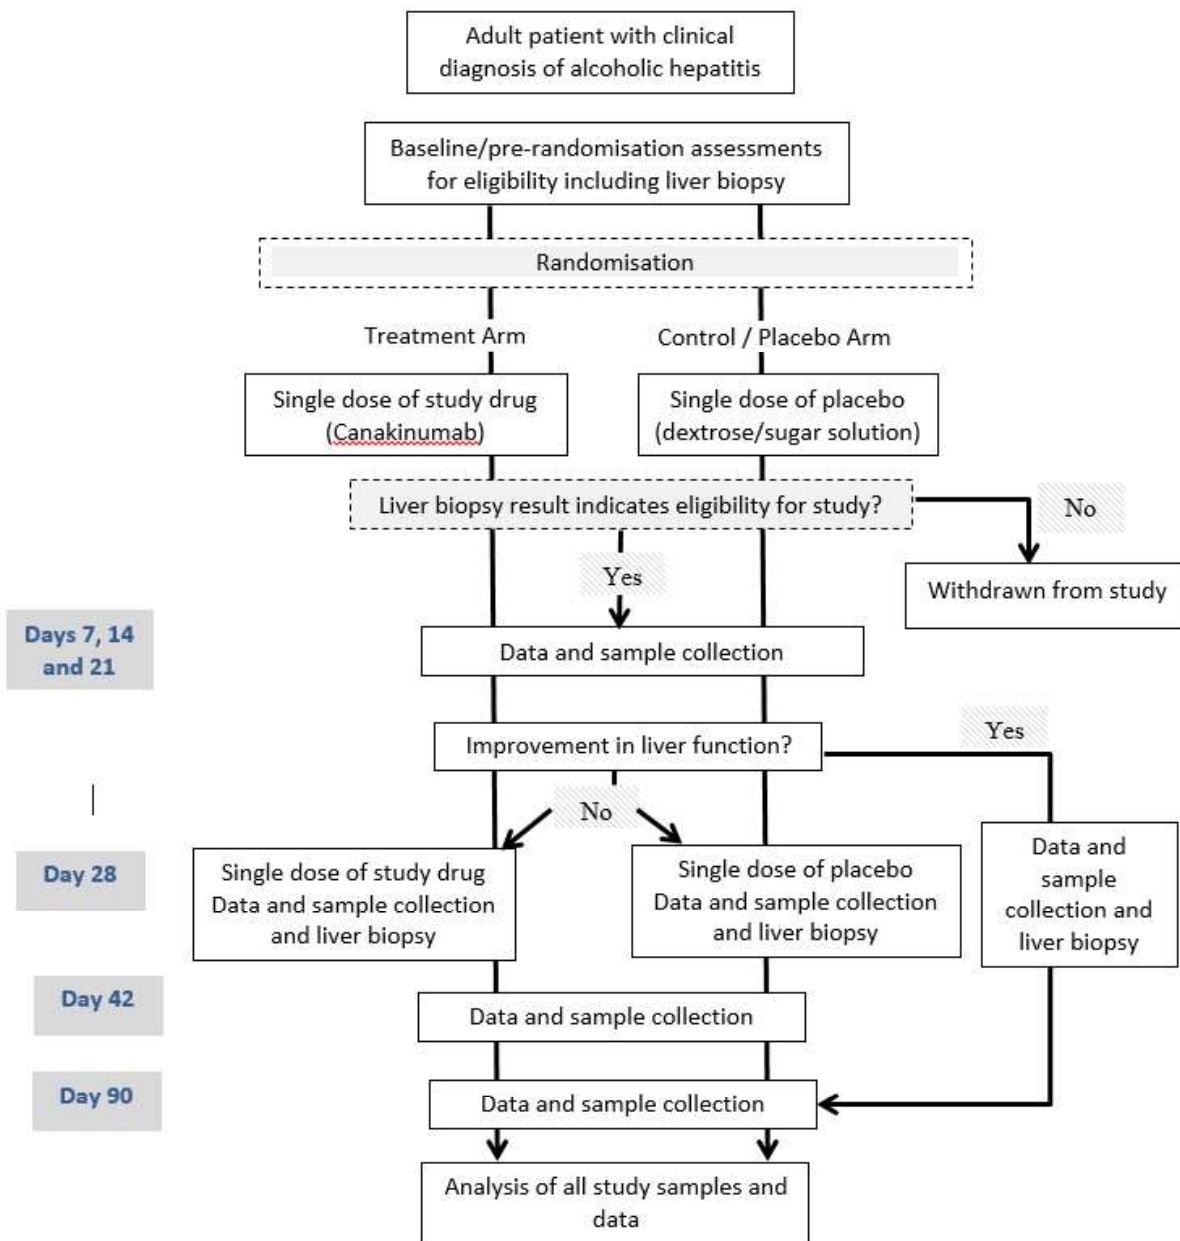 Adult patient with clinical
diagnosis of alcoholic hepatitis
Baseline/pre-randomisation assessments
for eligibility including liver biopsy
Randomisation
Treatment Arm
Control / Placebo Arm
Single dose of study drug
(Canakinumab)
Single dose of placebo
(dextrose/sugar solution)
Liver biopsy result indicates eligibility for study?
No
Yes
Withdrawn from study
Days 7, 14
and 21
Data and sample collection
Improvement in liver function?
Yes
No
Day 28
Single dose of study drug
Data and sample collection
and liver biopsy
Single dose of placebo
Data and sample collection
and liver biopsy
Data and
sample
collection and
liver biopsy
Day 42
Data and sample collection
Day 90
Data and sample collection
Analysis of all study samples and
data